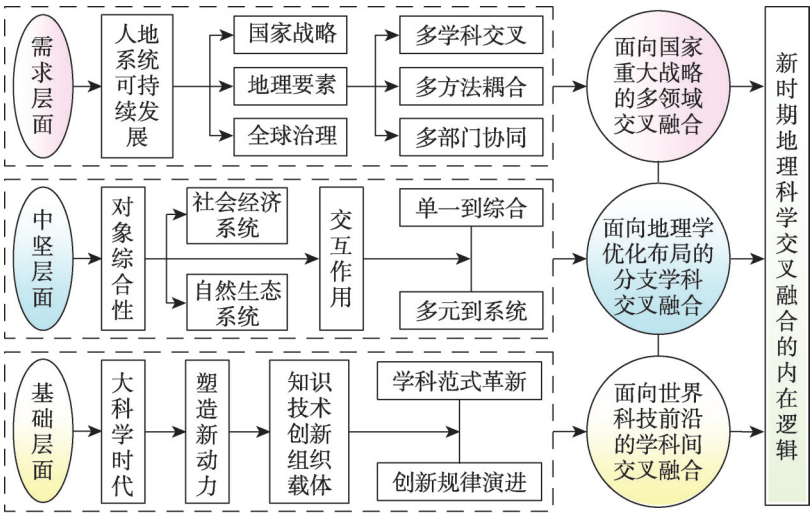 需求层面
人地系统可持续发展
国家战略
地理要素
全球治理
多学科交叉
多方法耦合
多部门协同
面向国家
重大战略
的多领域
交叉融合
中坚层面
对象综合性
社会经济
系统
自然生态
系统
交互作用
单一到综合
多元到系统
面向地理学
优化布局的
分支学科
交叉融合
基础层面
大科学时代
塑造新动力
知识
技术
创新
组织
载体
学科范式革新
创新规律演进
面向世界
科技前沿
的学科间
交叉融合
新时期地理科学交叉融合的内在逻辑